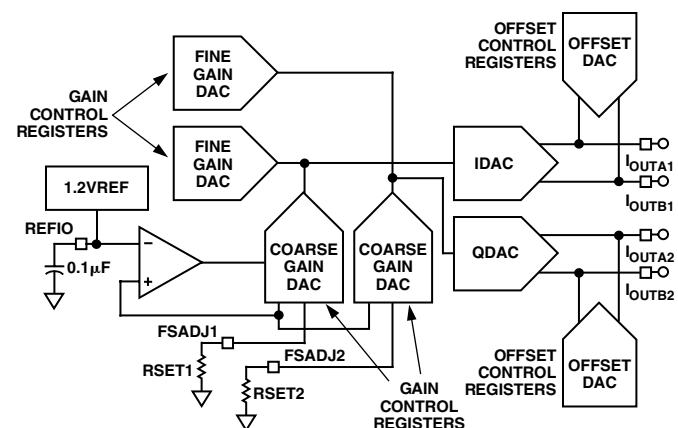 OFFSET
CONTROL
REGISTERS
OFFSET
DAC
FINE
GAIN
DAC
GAIN
CONTROL
REGISTERS
FINE
GAIN
DAC
IDAC
IOUTA1
IOUTB1
1.2VREF
REFIO
0.1µF
–
+
COARSE
GAIN
DAC
COARSE
GAIN
DAC
QDAC
IOUTA2
IOUTB2
FSADJ1
RSET1
FSADJ2
RSET2
GAIN
CONTROL
REGISTERS
OFFSET
CONTROL
REGISTERS
OFFSET
DAC